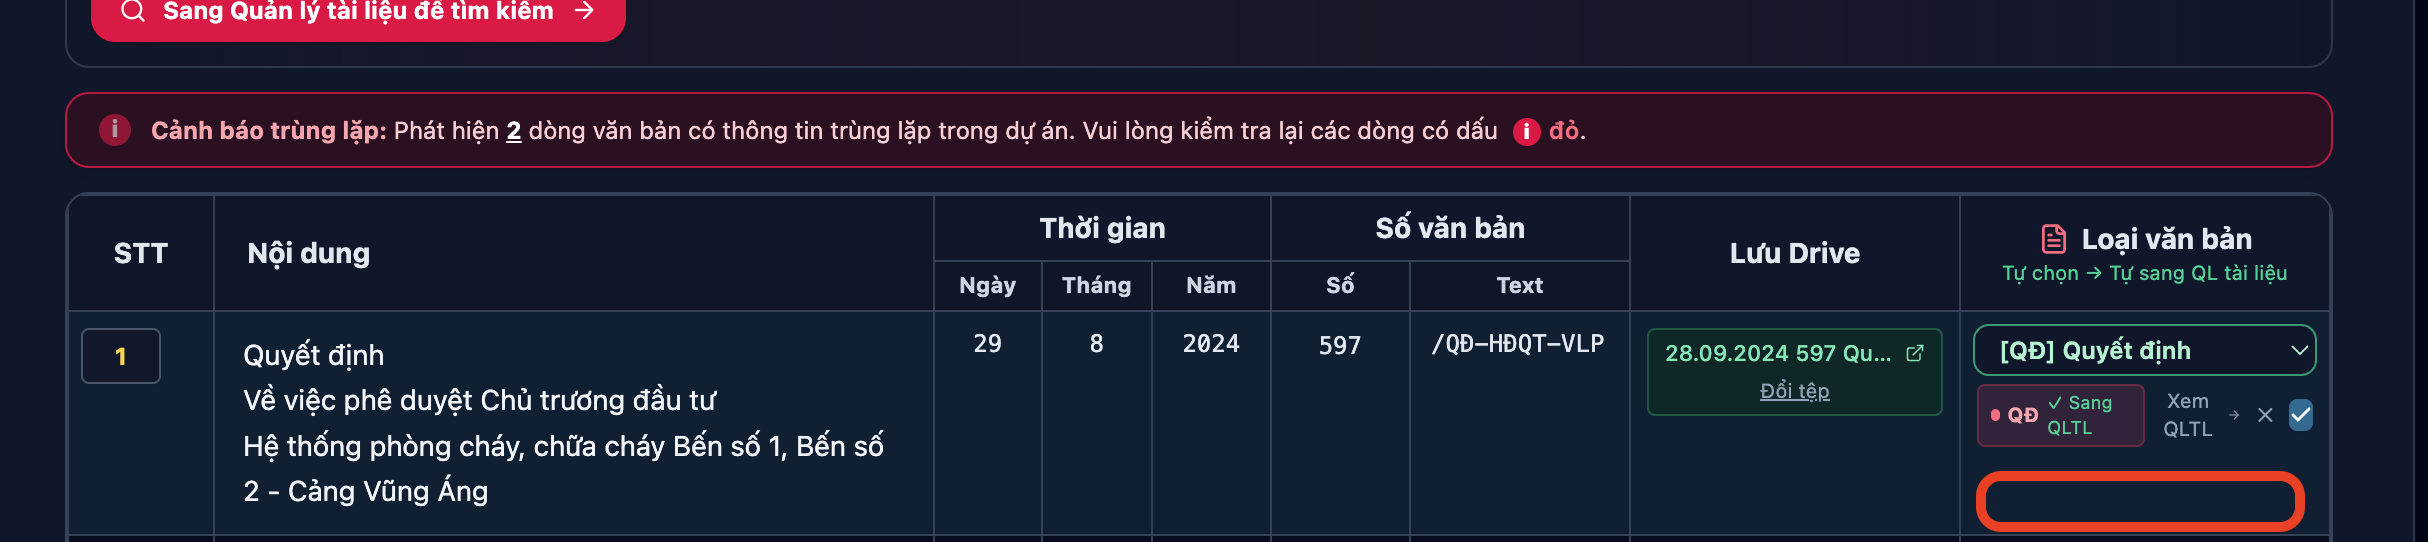 Sang Quản lý tài liệu để tìm kiếm →
Cảnh báo trùng lặp: Phát hiện 2 dòng văn bản có thông tin trùng lặp trong dự án. Vui lòng kiểm tra lại các dòng có dấu i đỏ.
STT
Nội dung
Thời gian
Số văn bản
Lưu Drive
Loại văn bản
Tự chọn → Tự sang QL tài liệu
Ngày
Tháng
Năm
Số
Text
1
Quyết định
Về việc phê duyệt Chủ trương đầu tư
Hệ thống phòng cháy, chữa cháy Bến số 1, Bến số
2 - Cảng Vũng Áng
29
8
2024
597
/QĐ-HĐQT-VLP
28.09.2024 597 Qu...
Đổi tệp
[QĐ] Quyết định
QĐ
✓ Sang
QLTL
Xem
QLTL
→